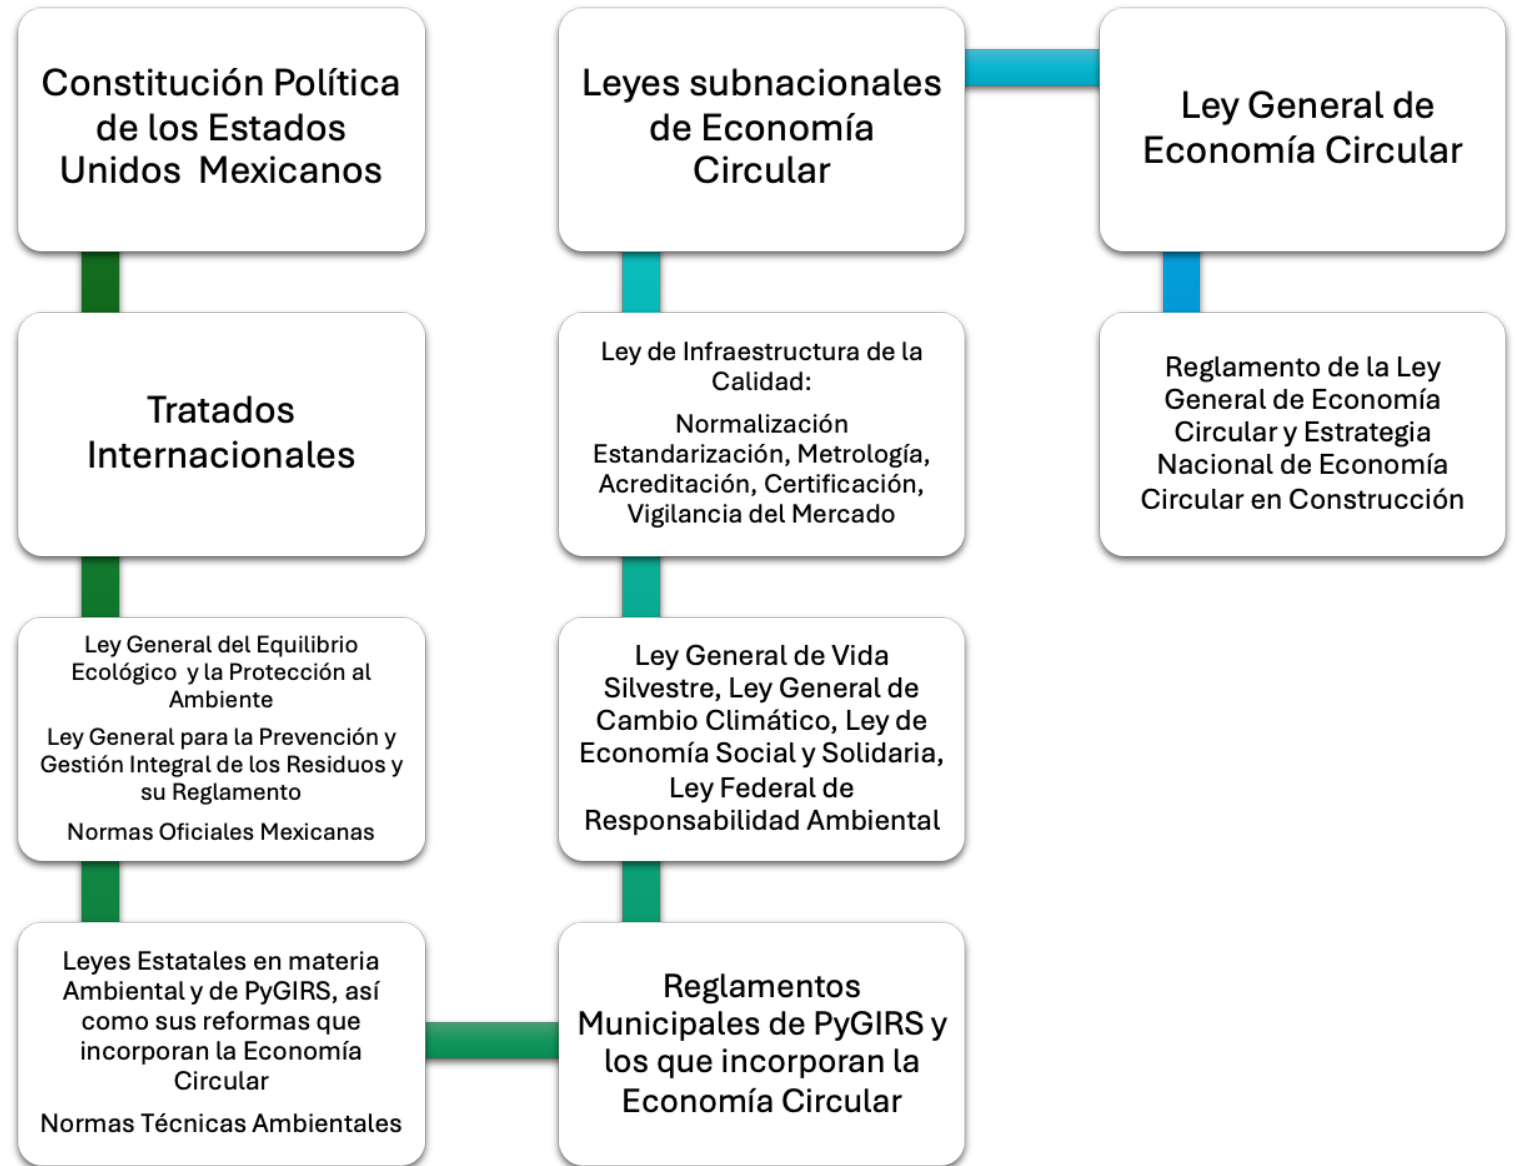 Constitución Política
de los Estados
Unidos Mexicanos
Tratados
Internacionales
Ley General del Equilibrio
Ecológico y la Protección al
Ambiente
Ley General para la Prevención y
Gestión Integral de los Residuos y
su Reglamento
Normas Oficiales Mexicanas
Leyes Estatales en materia
Ambiental y de PyGIRS, así
como sus reformas que
incorporan la Economía
Circular
Normas Técnicas Ambientales
Reglamentos
Municipales de PyGIRS y
los que incorporan la
Economía Circular
Ley General de Vida
Silvestre, Ley General de
Cambio Climático, Ley de
Economía Social y Solidaria,
Ley Federal de
Responsabilidad Ambiental
Ley de Infraestructura de la
Calidad:
Normalización
Estandarización, Metrología,
Acreditación, Certificación,
Vigilancia del Mercado
Leyes subnacionales
de Economía
Circular
Ley General de
Economía Circular
Reglamento de la Ley
General de Economía
Circular y Estrategia
Nacional de Economía
Circular en Construcción